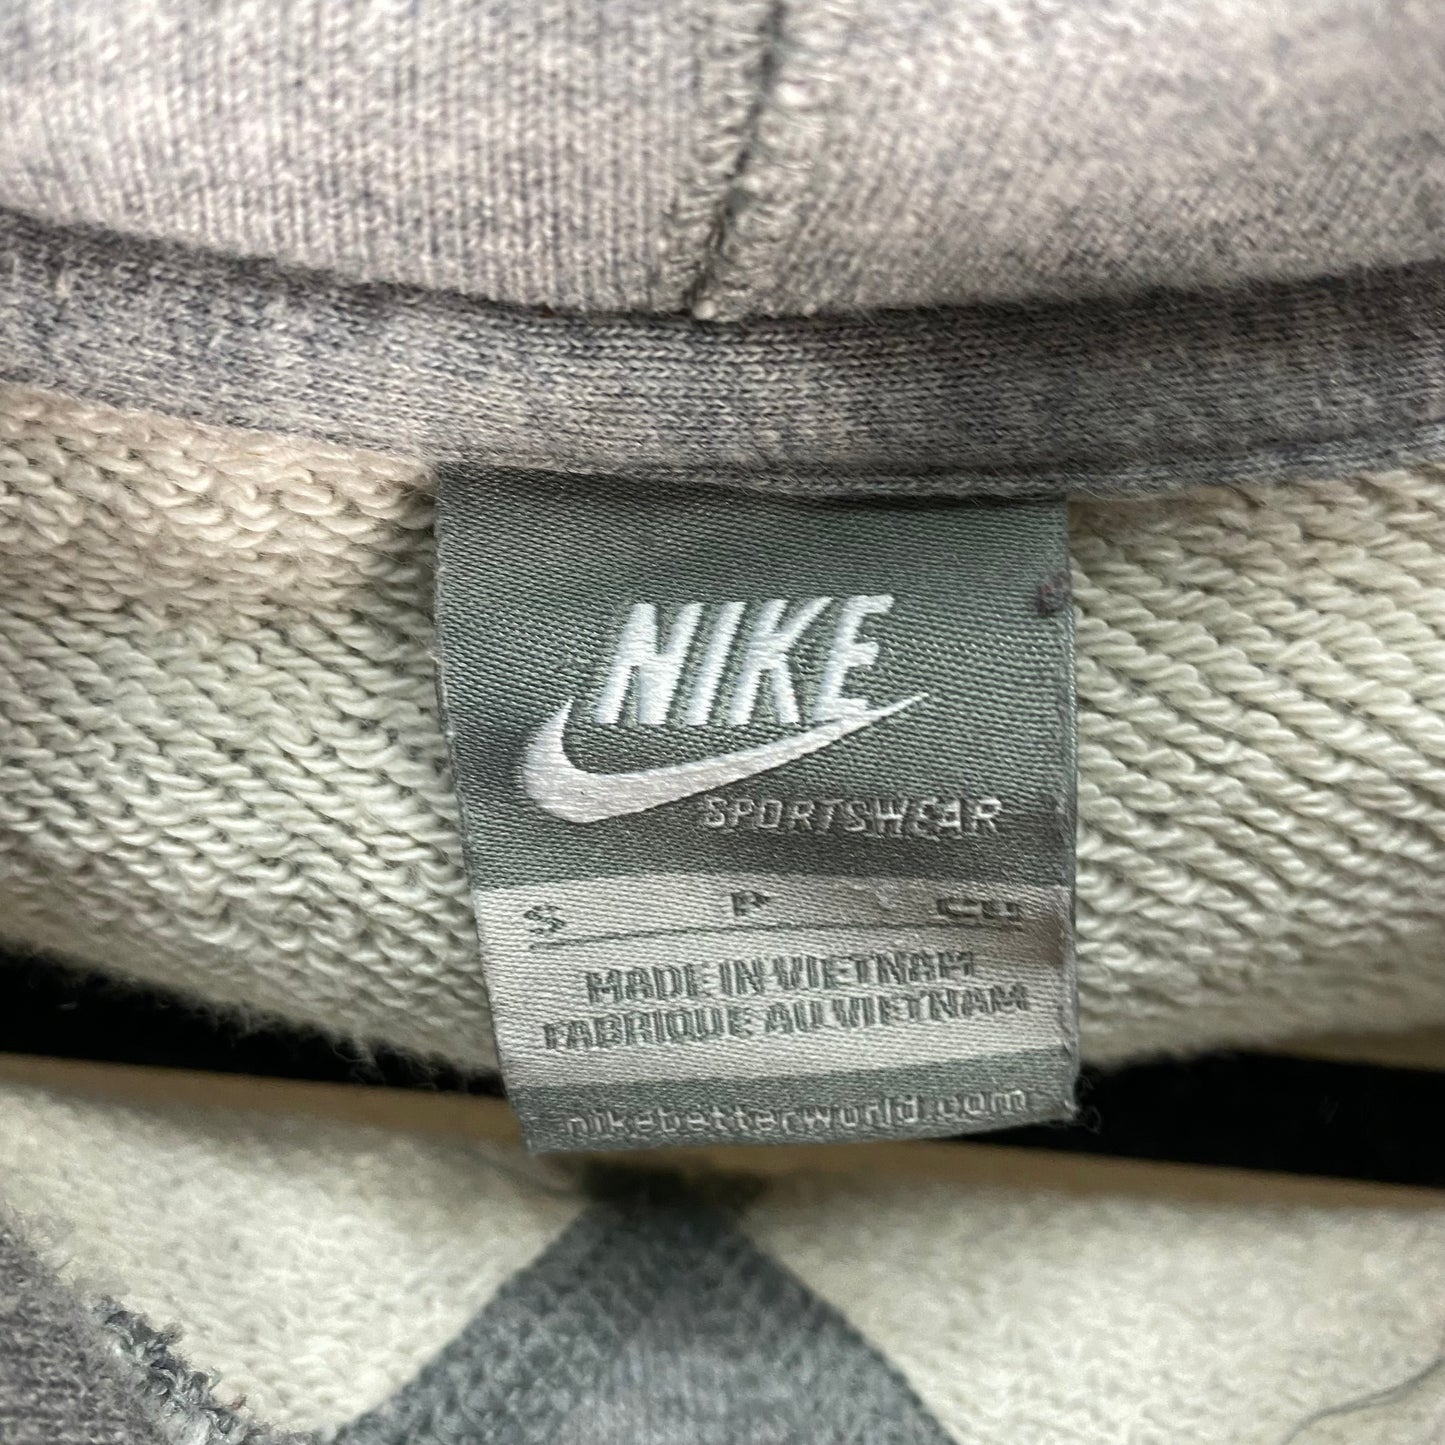 NIKE
SPORTSWEAR
S P CH
MADE IN VIETNAM
FABRIQUE AU VIETNAM
nikebetterworld.com